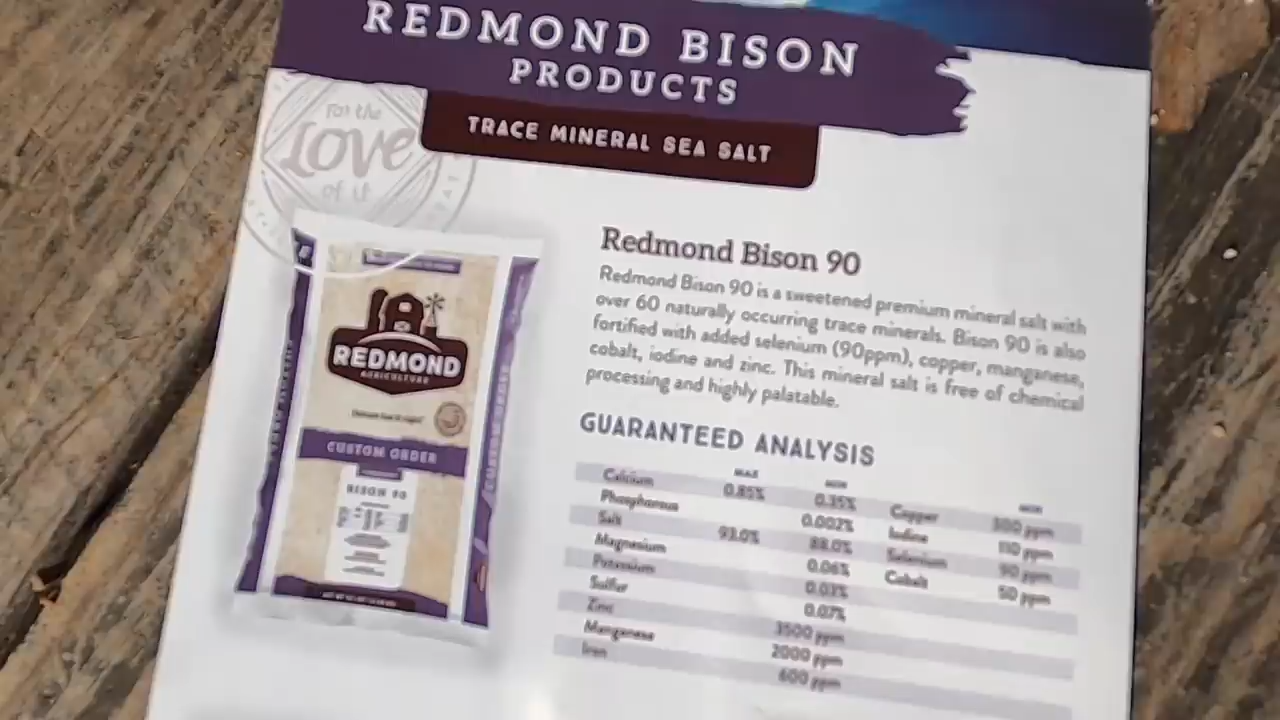 REDMOND BISON
PRODUCTS
TRACE MINERAL SEA SALT
For the
Love
of it
REDMOND
AGRICULTURE
CUSTOM ORDER
BISON 90
Redmond Bison 90
Redmond Bison 90 is a sweetened premium mineral salt with
over 60 naturally occurring trace minerals. Bison 90 is also
fortified with added selenium (90ppm), copper, manganese,
cobalt, iodine and zinc. This mineral salt is free of chemical
processing and highly palatable.
GUARANTEED ANALYSIS
MAX MIN MIN
Calcium 0.85% 0.35% Copper
Phosphorous 0.002% Iodine 110 ppm
Salt 93.0% 88.0% Selenium 90 ppm
Magnesium 0.06% Cobalt 50 ppm
Potassium 0.03%
Sulfur 0.07%
Zinc 3500 ppm
Manganese 2000 ppm
Iron 600 ppm